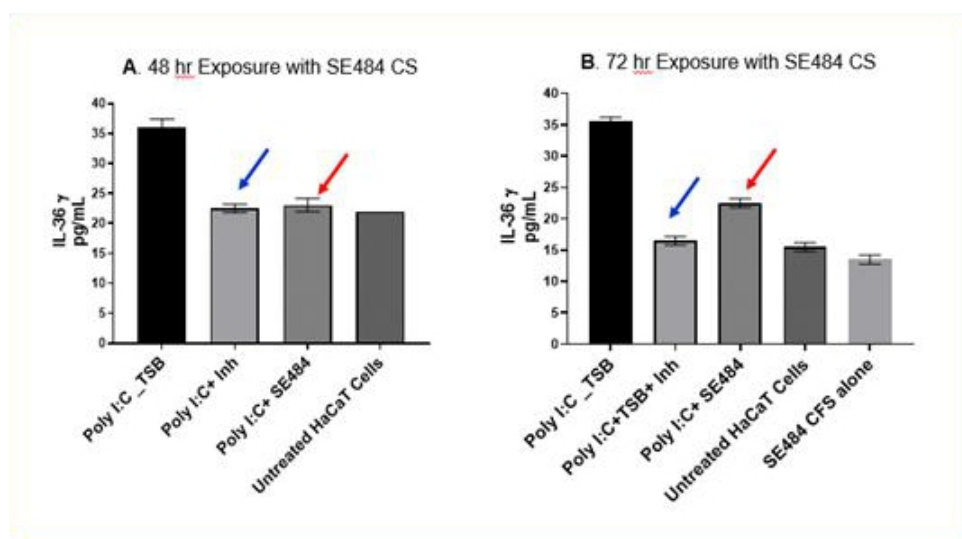 A. 48 hr Exposure with SE484 CS
40
35
30
25
20
15
10
5
0
IL-36 γ
pg/mL
Poly I:C _ TSB
Poly I:C+ Inh
Poly I:C+ SE484
Untreated HaCaT Cells
B. 72 hr Exposure with SE484 CS
40
35
30
25
20
15
10
5
0
IL-36 γ
pg/mL
Poly I:C _ TSB
Poly I:C+TSB+ Inh
Poly I:C+ SE484
Untreated HaCaT Cells
SE484 CFS alone